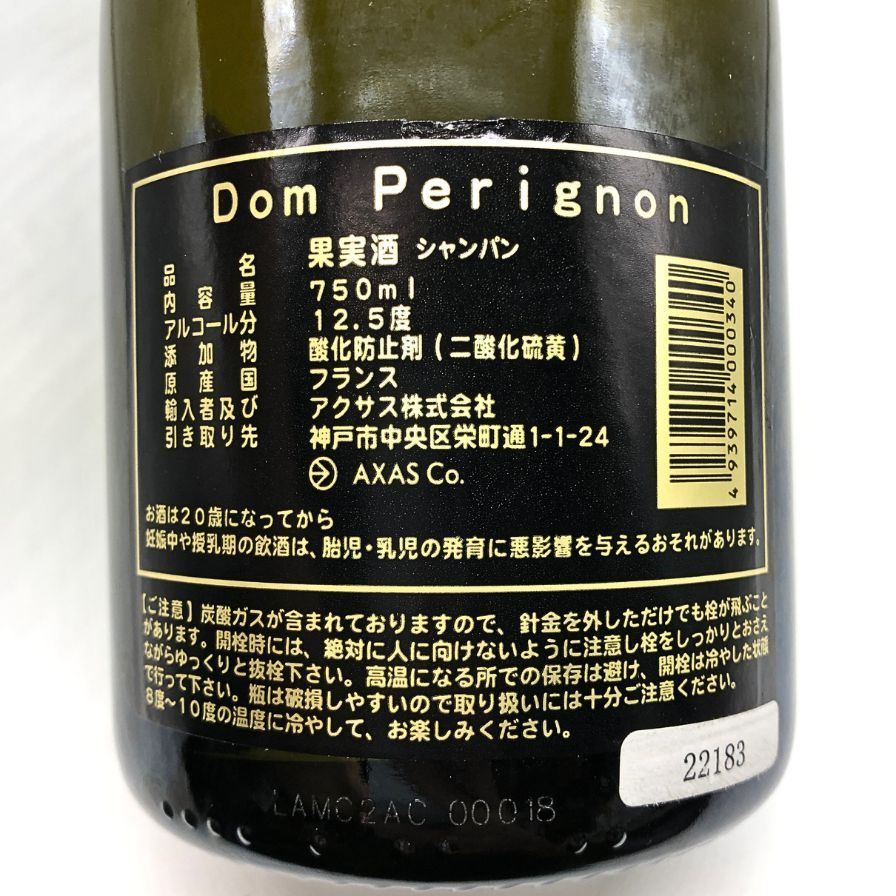 Dom Perignon
品名 果実酒 シャンパン
内容量 750ml
アルコール分 12.5度
添加物 酸化防止剤(二酸化硫黄)
原産国 フランス
輸入者及び アクサス株式会社
引き取り先 神戸市中央区栄町通1-1-24
AXAS Co.
4939714000340
お酒は20歳になってから
妊娠中や授乳期の飲酒は、胎児・乳児の発育に悪影響を与えるおそれがあります。
【ご注意】炭酸ガスが含まれておりますので、針金を外しただけでも栓が飛ぶこと
があります。開栓時には、絶対に人に向けないように注意し栓をしっかりとおさえ
ながらゆっくりと抜栓下さい。高温になる所での保存は避け、開栓は冷やした状態
で行って下さい。瓶は破損しやすいので取り扱いには十分ご注意ください。
8度〜10度の温度に冷やして、お楽しみください。
22183
LAMC2AC 00018